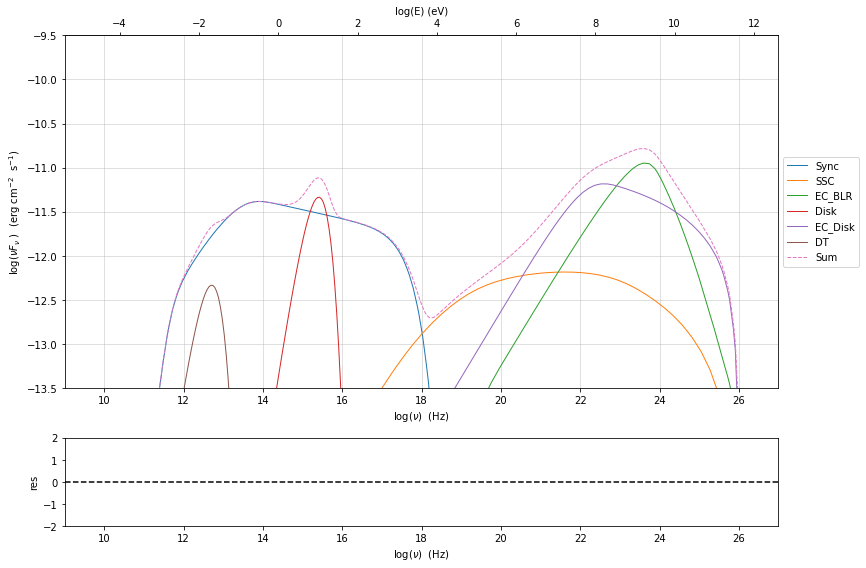 log(E) (eV)
−4 −2 0 2 4 6 8 10 12
−9.5
−10.0
−10.5
−11.0
−11.5
−12.0
−12.5
−13.0
−13.5
log(νFν ) (erg cm⁻² s⁻¹)
Sync
SSC
EC_BLR
Disk
EC_Disk
DT
Sum
10 12 14 16 18 20 22 24 26
log(ν) (Hz)
2
1
0
−1
−2
res
10 12 14 16 18 20 22 24 26
log(ν) (Hz)